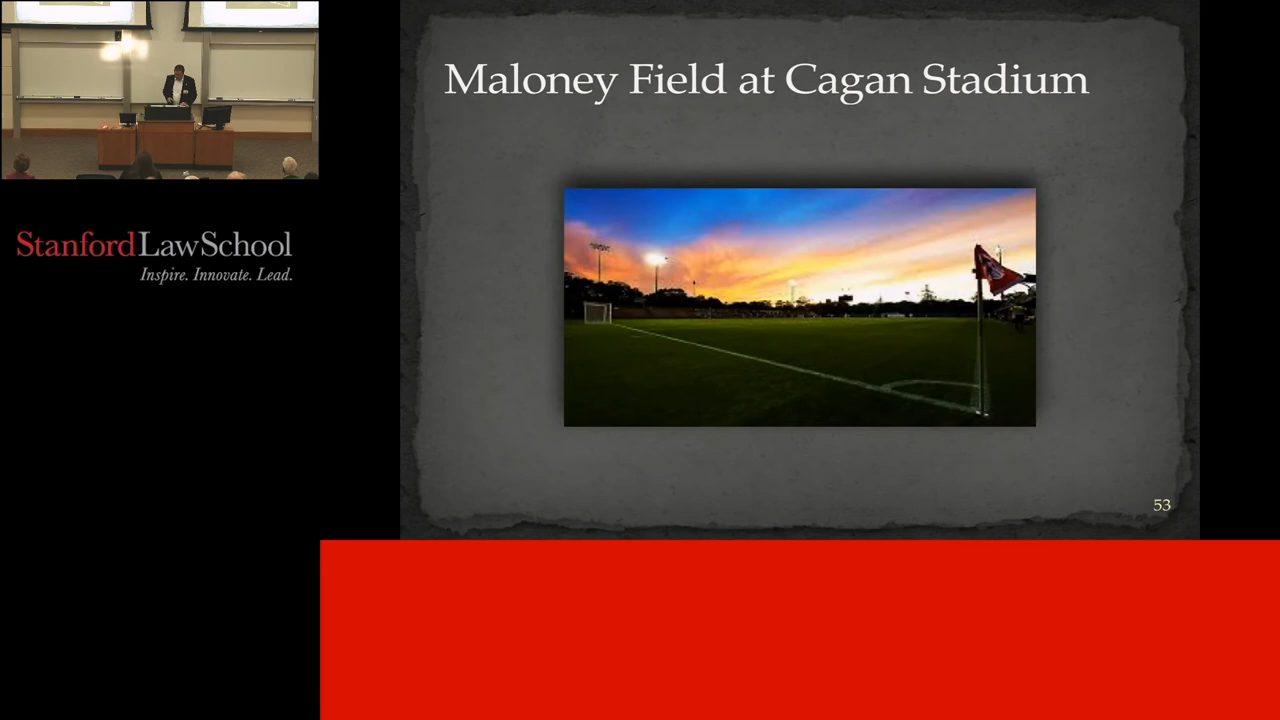 Maloney Field at Cagan Stadium
StanfordLawSchool
Inspire. Innovate. Lead.
53